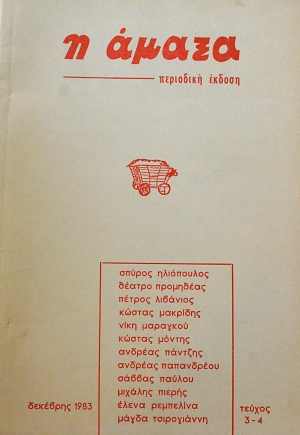 η άμαξα
περιοδική έκδοση
σπύρος ηλιόπουλος
θέατρο προμηθέας
πέτρος λιβάνιος
κώστας μακρίδης
νίκη μαραγκού
κώστας μόντης
ανδρέας πάντζης
ανδρέας παπανδρέου
σάββας παύλου
μιχάλης πιερής
έλενα ρεμπελίνα
μάγδα τσιρογιάννη
δεκέβρης 1983
τεύχος
3-4